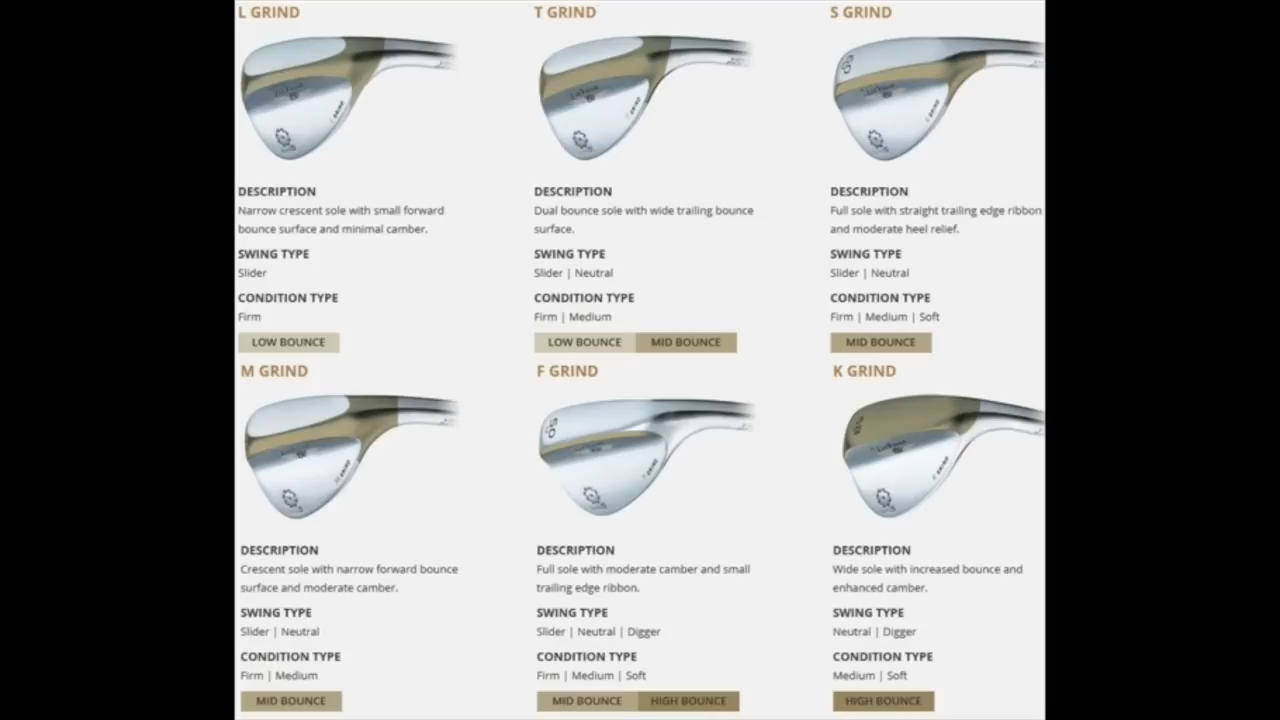 L GRIND
T GRIND
S GRIND
DESCRIPTION
Narrow crescent sole with small forward
bounce surface and minimal camber.
SWING TYPE
Slider
CONDITION TYPE
Firm
LOW BOUNCE
DESCRIPTION
Dual bounce sole with wide trailing bounce
surface.
SWING TYPE
Slider | Neutral
CONDITION TYPE
Firm | Medium
LOW BOUNCE MID BOUNCE
DESCRIPTION
Full sole with straight trailing edge ribbon
and moderate heel relief.
SWING TYPE
Slider | Neutral
CONDITION TYPE
Firm | Medium | Soft
MID BOUNCE
M GRIND
F GRIND
K GRIND
DESCRIPTION
Crescent sole with narrow forward bounce
surface and moderate camber.
SWING TYPE
Slider | Neutral
CONDITION TYPE
Firm | Medium
MID BOUNCE
DESCRIPTION
Full sole with moderate camber and small
trailing edge ribbon.
SWING TYPE
Slider | Neutral | Digger
CONDITION TYPE
Firm | Medium | Soft
MID BOUNCE HIGH BOUNCE
DESCRIPTION
Wide sole with increased bounce and
enhanced camber.
SWING TYPE
Neutral | Digger
CONDITION TYPE
Medium | Soft
HIGH BOUNCE